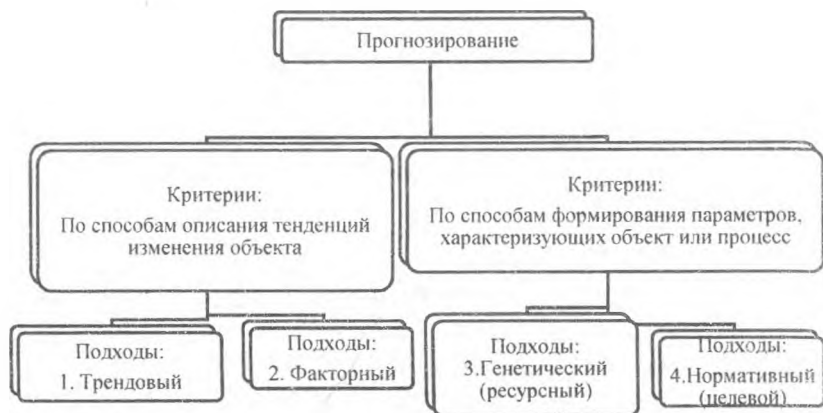 Прогнозирование
Критерии:
По способам описания тенденций
изменения объекта
Критерии:
По способам формирования параметров,
характеризующих объект или процесс
Подходы:
1. Трендовый
Подходы:
2. Факторный
Подходы:
3.Генетический
(ресурсный)
Подходы:
4.Нормативный
(целевой)